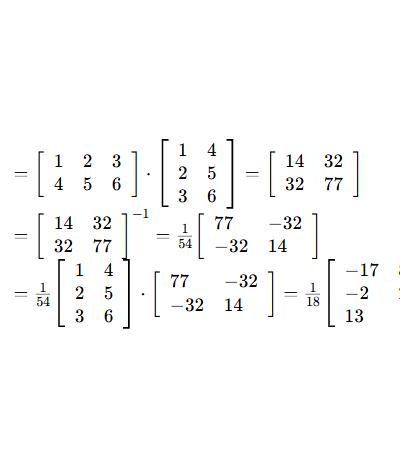 = [ 1 2 3 ; 4 5 6 ] · [ 1 4 ; 2 5 ; 3 6 ] = [ 14 32 ; 32 77 ]
= [ 14 32 ; 32 77 ]^{-1} = 1/54 [ 77 −32 ; −32 14 ]
= 1/54 [ 1 4 ; 2 5 ; 3 6 ] · [ 77 −32 ; −32 14 ] = 1/18 [ −17 ; −2 ; 13